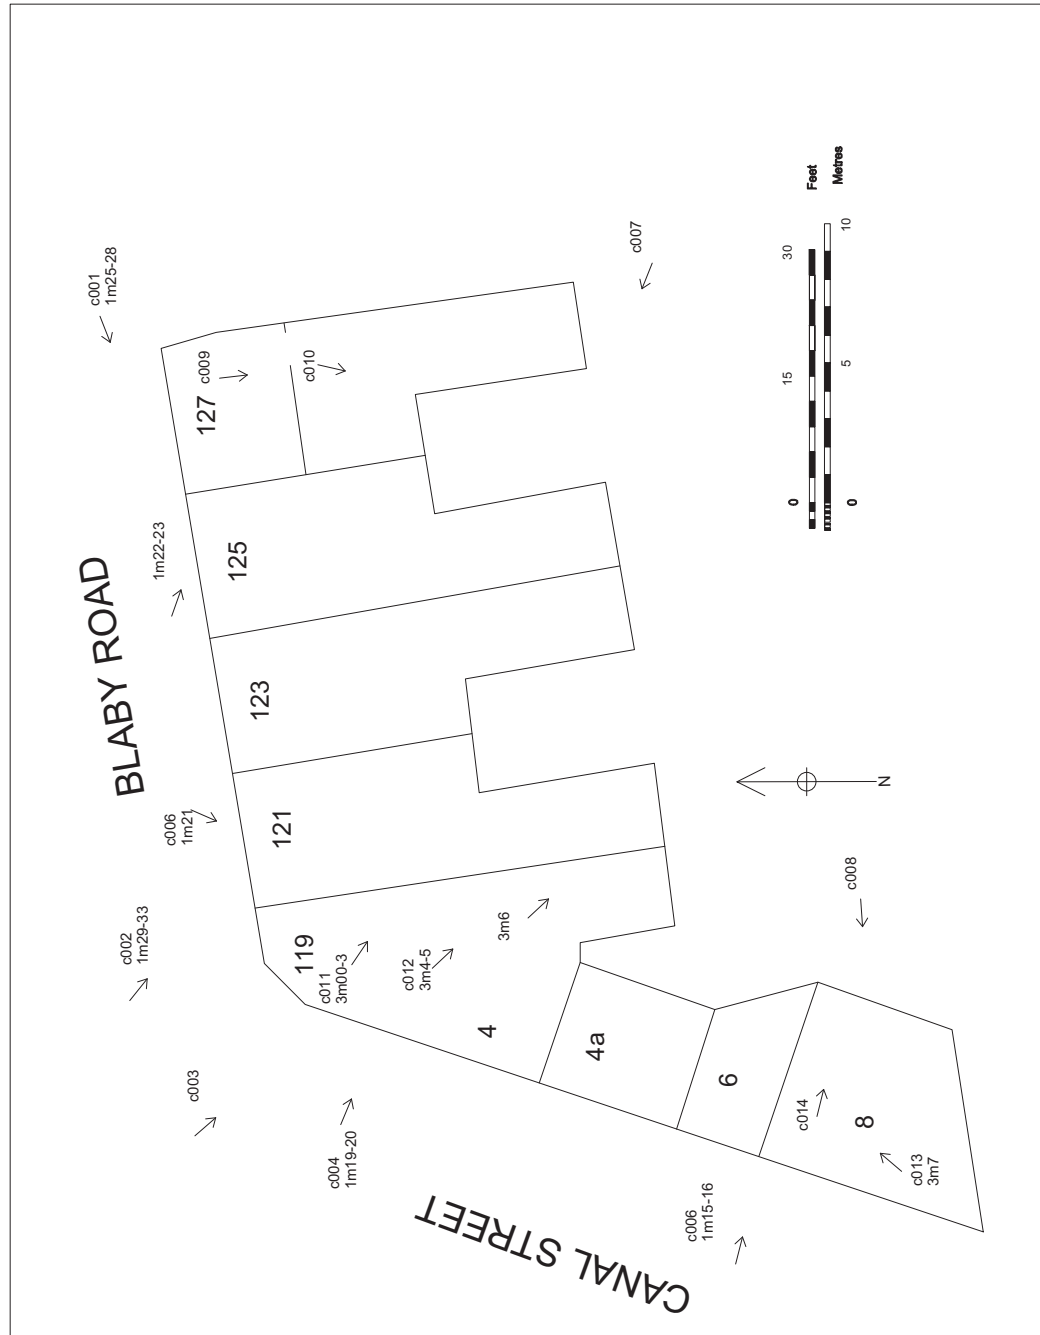 BLABY ROAD
CANAL STREET
c001
1m25-28
c009
127
c010
c007
1m22-23
125
123
c006
1m21
121
c002
1m29-33
119
c011
3m00-3
c012
3m4-5
3m6
c003
c004
1m19-20
4
4a
6
8
c014
c013
3m7
c006
1m15-16
c008
N
0
15
30
Feet
0
5
10
Metres